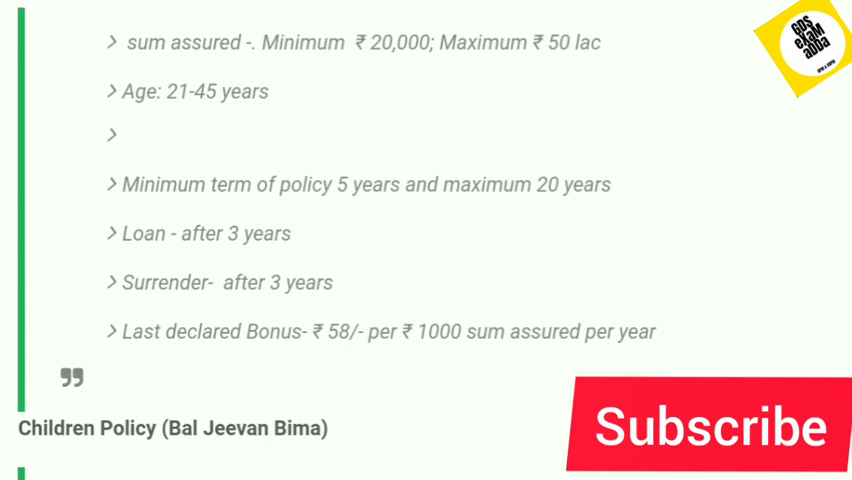 GDS
eXaM
aDDa
> sum assured -. Minimum ₹ 20,000; Maximum ₹ 50 lac
> Age: 21-45 years
>
> Minimum term of policy 5 years and maximum 20 years
> Loan - after 3 years
> Surrender- after 3 years
> Last declared Bonus- ₹ 58/- per ₹ 1000 sum assured per year
”
Children Policy (Bal Jeevan Bima)
Subscribe